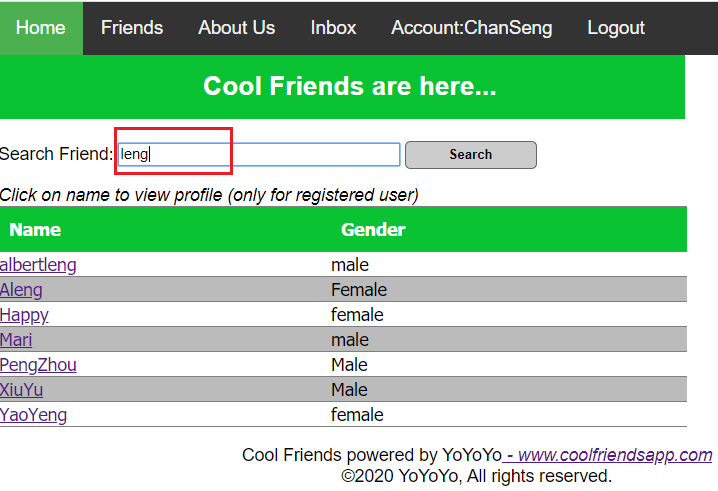 Home Friends About Us Inbox Account:ChanSeng Logout
Cool Friends are here...
Search Friend: leng Search
Click on name to view profile (only for registered user)
Name Gender
albertleng male
Aleng Female
Happy female
Mari male
PengZhou Male
XiuYu Male
YaoYeng female
Cool Friends powered by YoYoYo - www.coolfriendsapp.com
©2020 YoYoYo, All rights reserved.